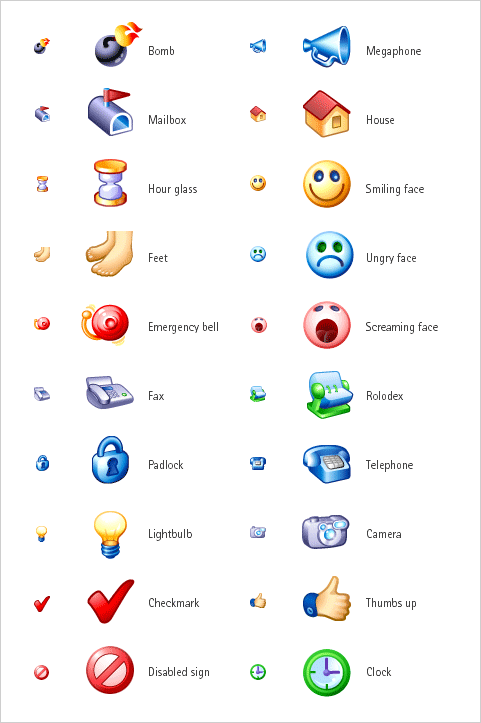 Bomb
Megaphone
Mailbox
House
Hour glass
Smiling face
Feet
Ungry face
Emergency bell
Screaming face
Fax
Rolodex
Padlock
Telephone
Lightbulb
Camera
Checkmark
Thumbs up
Disabled sign
Clock